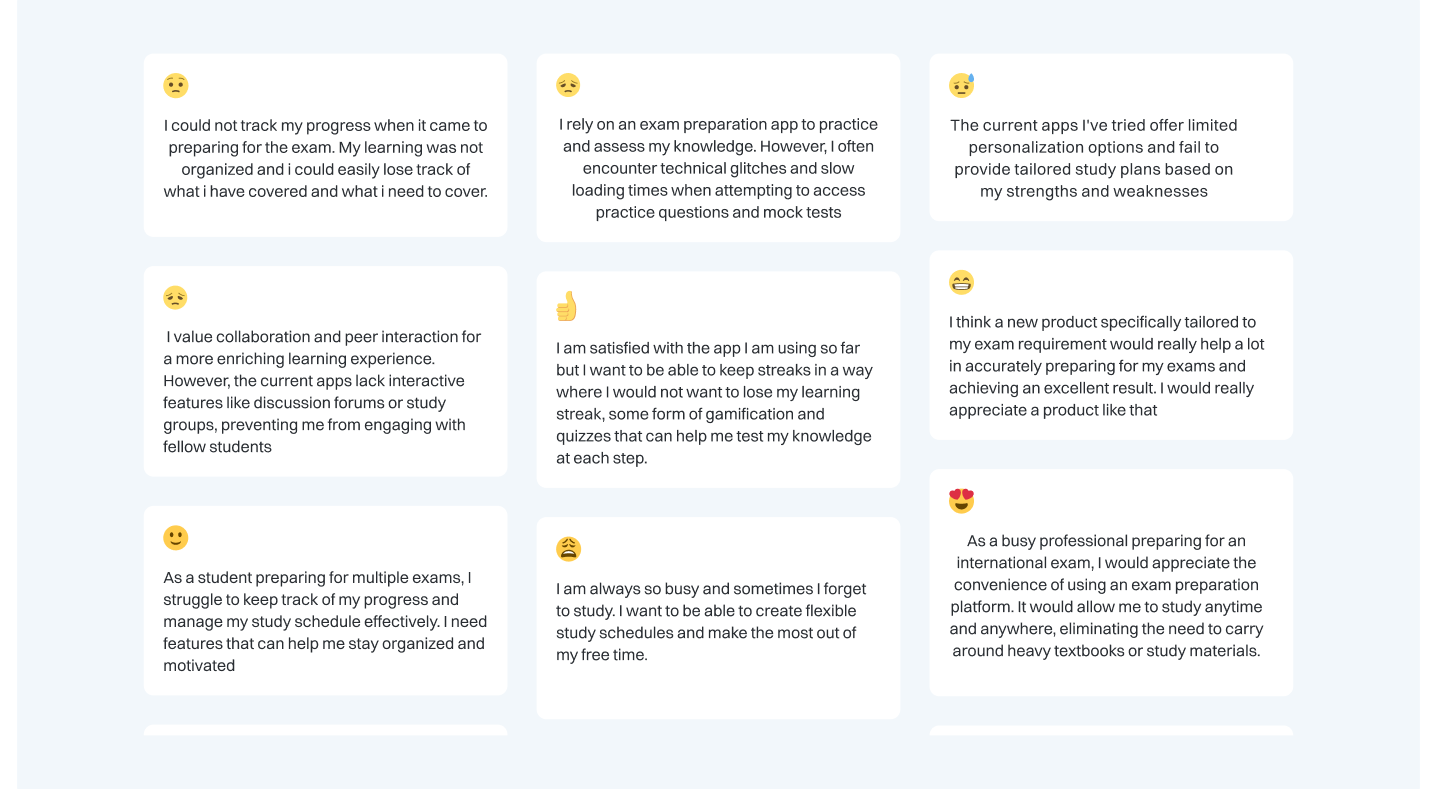 I could not track my progress when it came to
preparing for the exam. My learning was not
organized and i could easily lose track of
what i have covered and what i need to cover.
I value collaboration and peer interaction for
a more enriching learning experience.
However, the current apps lack interactive
features like discussion forums or study
groups, preventing me from engaging with
fellow students
As a student preparing for multiple exams, I
struggle to keep track of my progress and
manage my study schedule effectively. I need
features that can help me stay organized and
motivated
I rely on an exam preparation app to practice
and assess my knowledge. However, I often
encounter technical glitches and slow
loading times when attempting to access
practice questions and mock tests
I am satisfied with the app I am using so far
but I want to be able to keep streaks in a way
where I would not want to lose my learning
streak, some form of gamification and
quizzes that can help me test my knowledge
at each step.
I am always so busy and sometimes I forget
to study. I want to be able to create flexible
study schedules and make the most out of
my free time.
The current apps I've tried offer limited
personalization options and fail to
provide tailored study plans based on
my strengths and weaknesses
I think a new product specifically tailored to
my exam requirement would really help a lot
in accurately preparing for my exams and
achieving an excellent result. I would really
appreciate a product like that
As a busy professional preparing for an
international exam, I would appreciate the
convenience of using an exam preparation
platform. It would allow me to study anytime
and anywhere, eliminating the need to carry
around heavy textbooks or study materials.